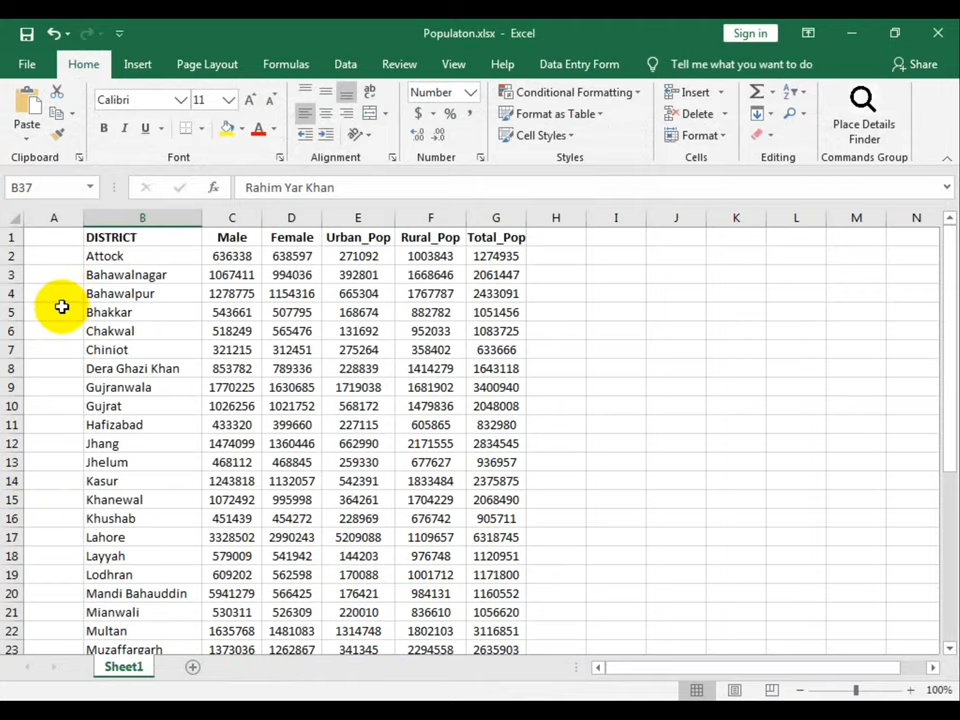 Populaton.xlsx - Excel
Sign in
File Home Insert Page Layout Formulas Data Review View Help Data Entry Form Tell me what you want to do Share
Paste
Clipboard
Calibri 11
B I U
Font
ab
Alignment
Number
$ % ,
Number
Conditional Formatting
Format as Table
Cell Styles
Styles
Insert
Delete
Format
Cells
Editing
Place Details
Finder
Commands Group
B37 fx Rahim Yar Khan
A B C D E F G H I J K L M N
1 DISTRICT Male Female Urban_Pop Rural_Pop Total_Pop
2 Attock 636338 638597 271092 1003843 1274935
3 Bahawalnagar 1067411 994036 392801 1668646 2061447
4 Bahawalpur 1278775 1154316 665304 1767787 2433091
5 Bhakkar 543661 507795 168674 882782 1051456
6 Chakwal 518249 565476 131692 952033 1083725
7 Chiniot 321215 312451 275264 358402 633666
8 Dera Ghazi Khan 853782 789336 228839 1414279 1643118
9 Gujranwala 1770225 1630685 1719038 1681902 3400940
10 Gujrat 1026256 1021752 568172 1479836 2048008
11 Hafizabad 433320 399660 227115 605865 832980
12 Jhang 1474099 1360446 662990 2171555 2834545
13 Jhelum 468112 468845 259330 677627 936957
14 Kasur 1243818 1132057 542391 1833484 2375875
15 Khanewal 1072492 995998 364261 1704229 2068490
16 Khushab 451439 454272 228969 676742 905711
17 Lahore 3328502 2990243 5209088 1109657 6318745
18 Layyah 579009 541942 144203 976748 1120951
19 Lodhran 609202 562598 170088 1001712 1171800
20 Mandi Bahauddin 5941279 566425 176421 984131 1160552
21 Mianwali 530311 526309 220010 836610 1056620
22 Multan 1635768 1481083 1314748 1802103 3116851
23 Muzaffargarh 1373036 1262867 341345 2294558 2635903
Sheet1
100%